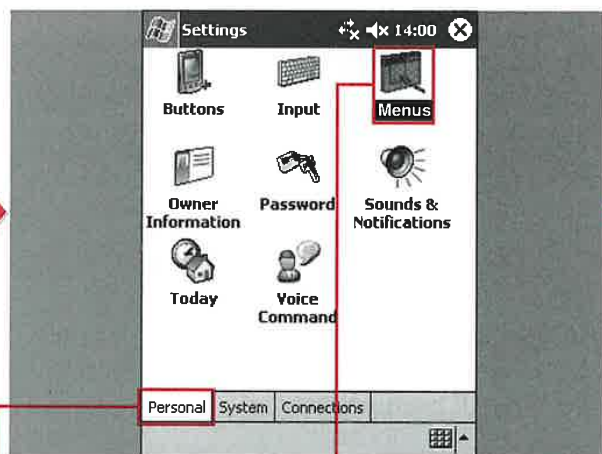 Settings 14:00
Buttons Input Menus
Owner Information Password Sounds & Notifications
Today Voice Command
Personal System Connections